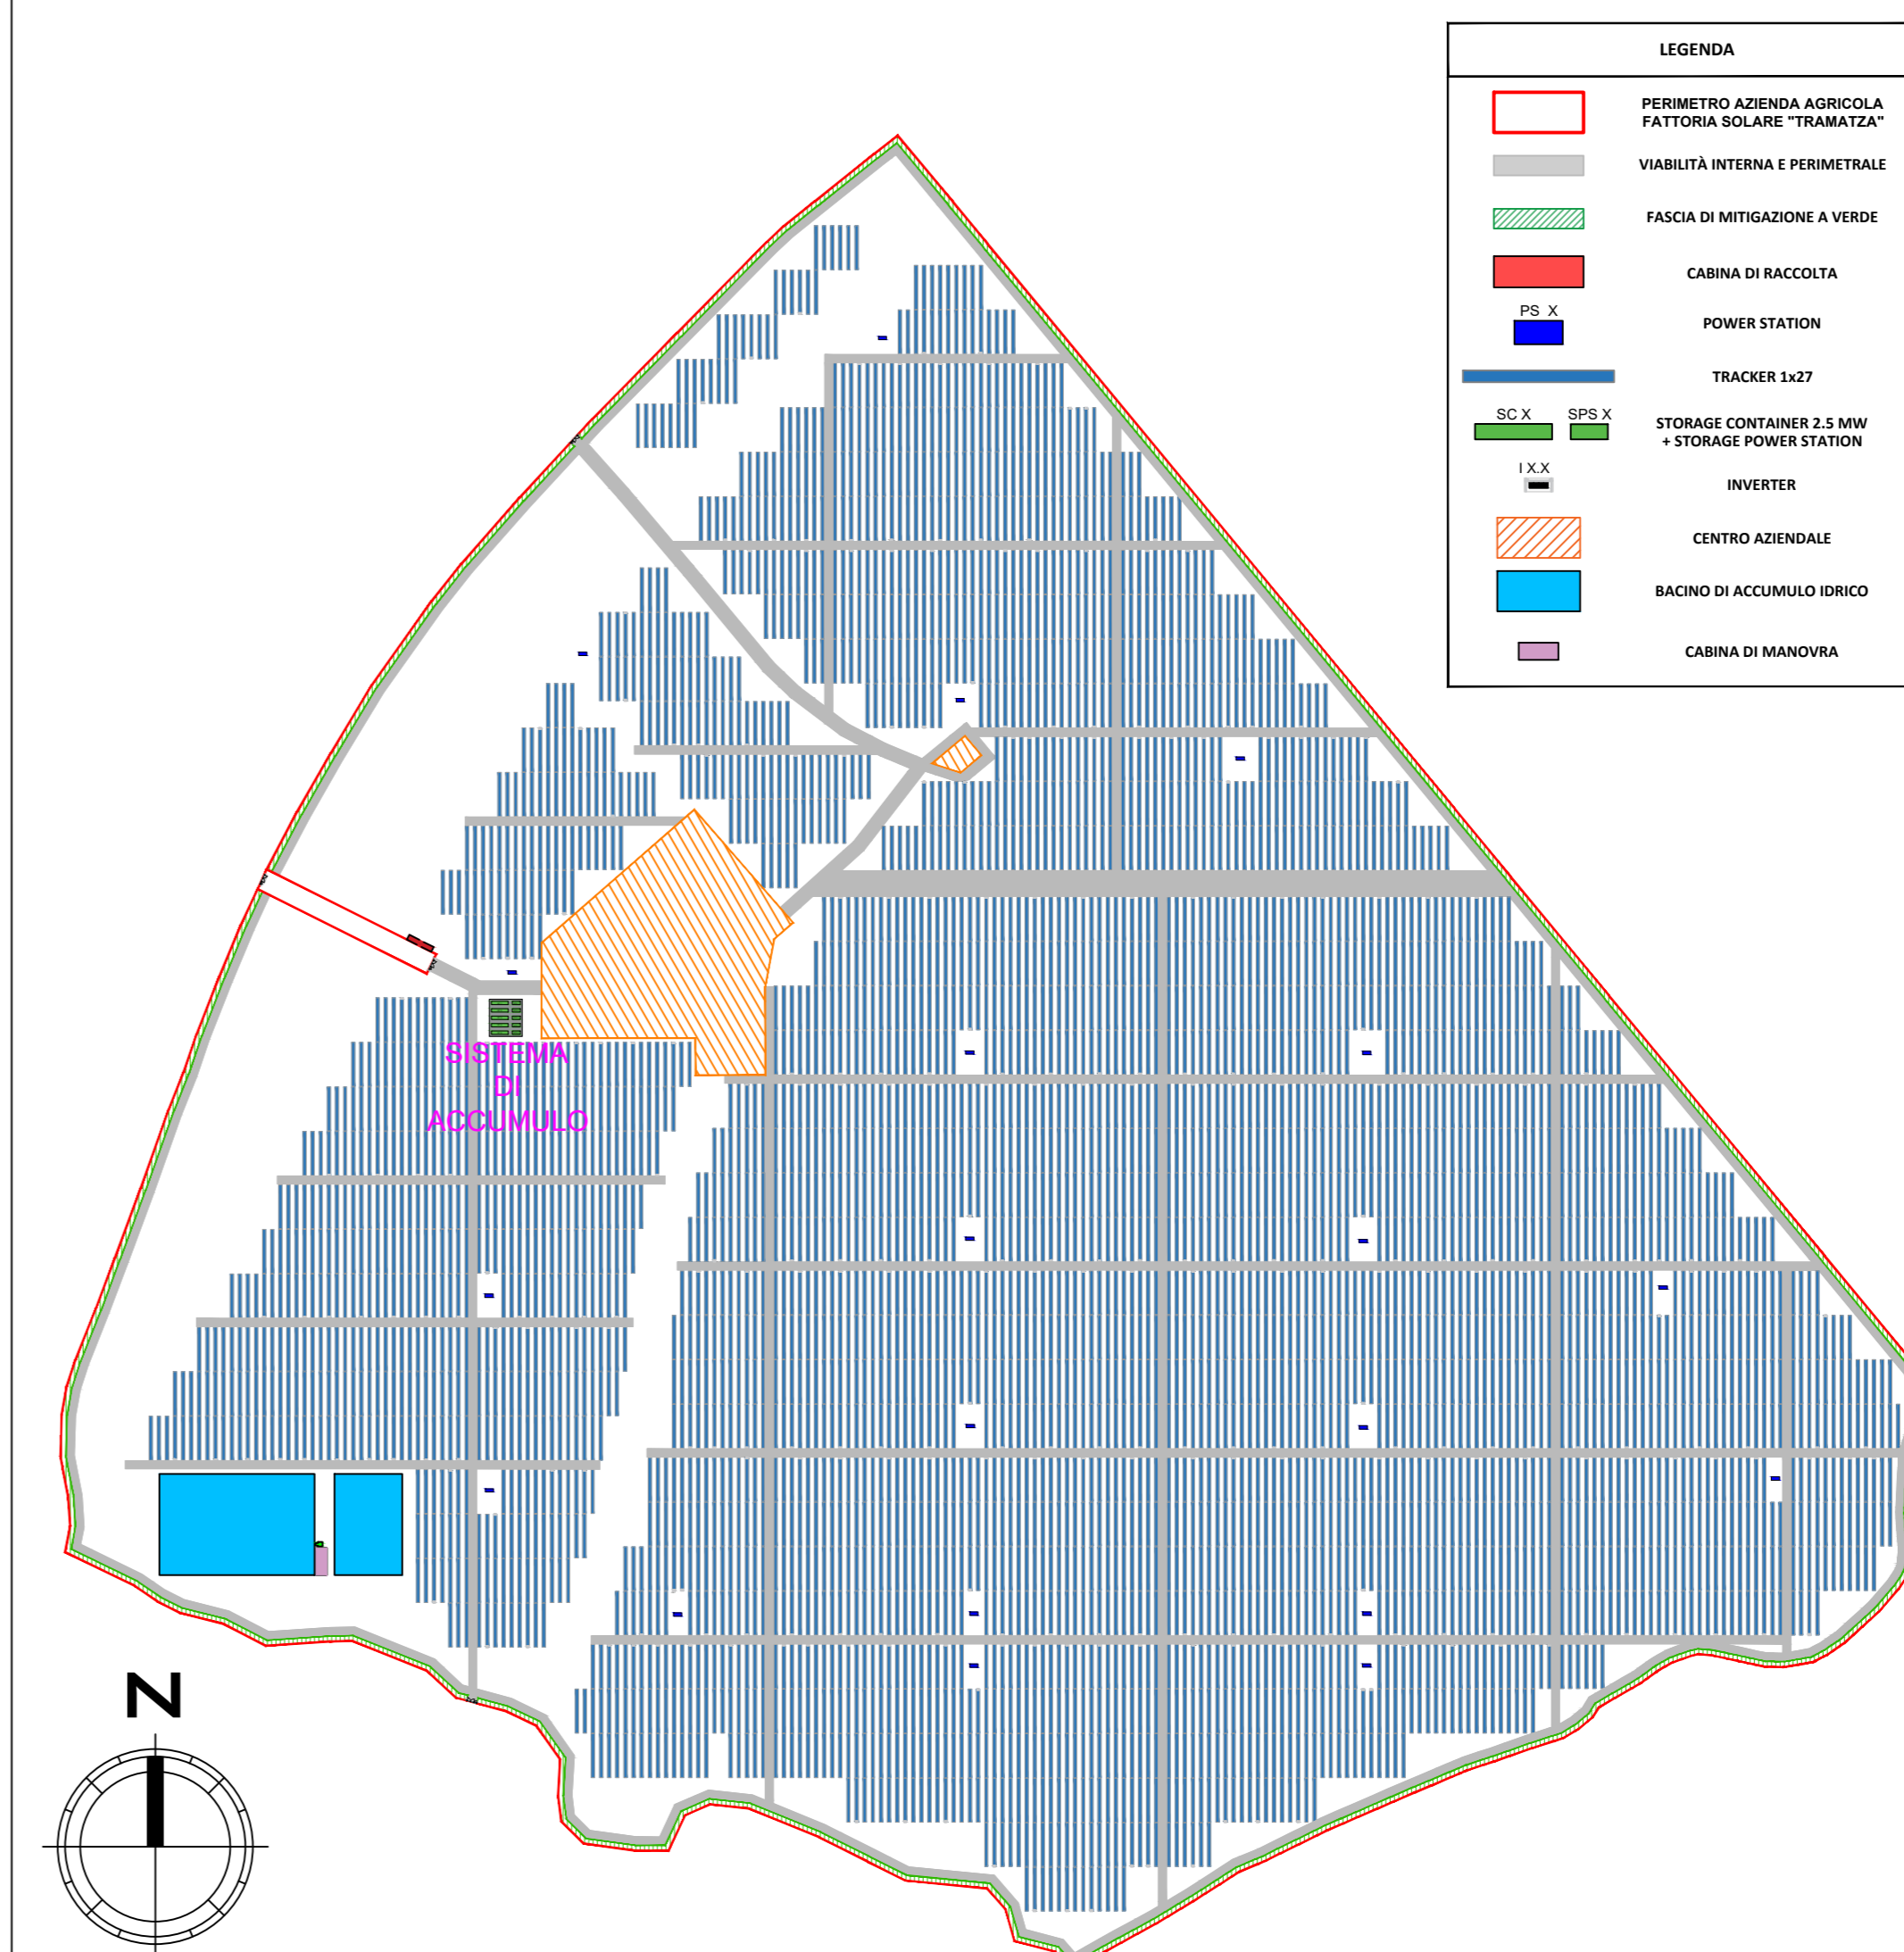 LEGENDA
PERIMETRO AZIENDA AGRICOLA
FATTORIA SOLARE "TRAMATZA"
VIABILITÀ INTERNA E PERIMETRALE
FASCIA DI MITIGAZIONE A VERDE
CABINA DI RACCOLTA
PS X
POWER STATION
TRACKER 1x27
SC X SPS X
STORAGE CONTAINER 2.5 MW
+ STORAGE POWER STATION
I X.X
INVERTER
CENTRO AZIENDALE
BACINO DI ACCUMULO IDRICO
CABINA DI MANOVRA
SISTEMA
DI
ACCUMULO
N